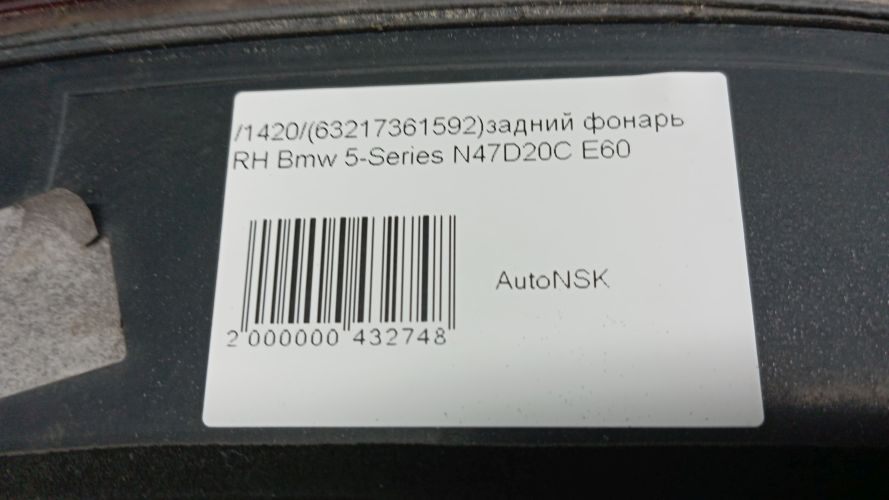 /1420/(63217361592)задний фонарь
RH Bmw 5-Series N47D20C E60
AutoNSK
2 000000 432748